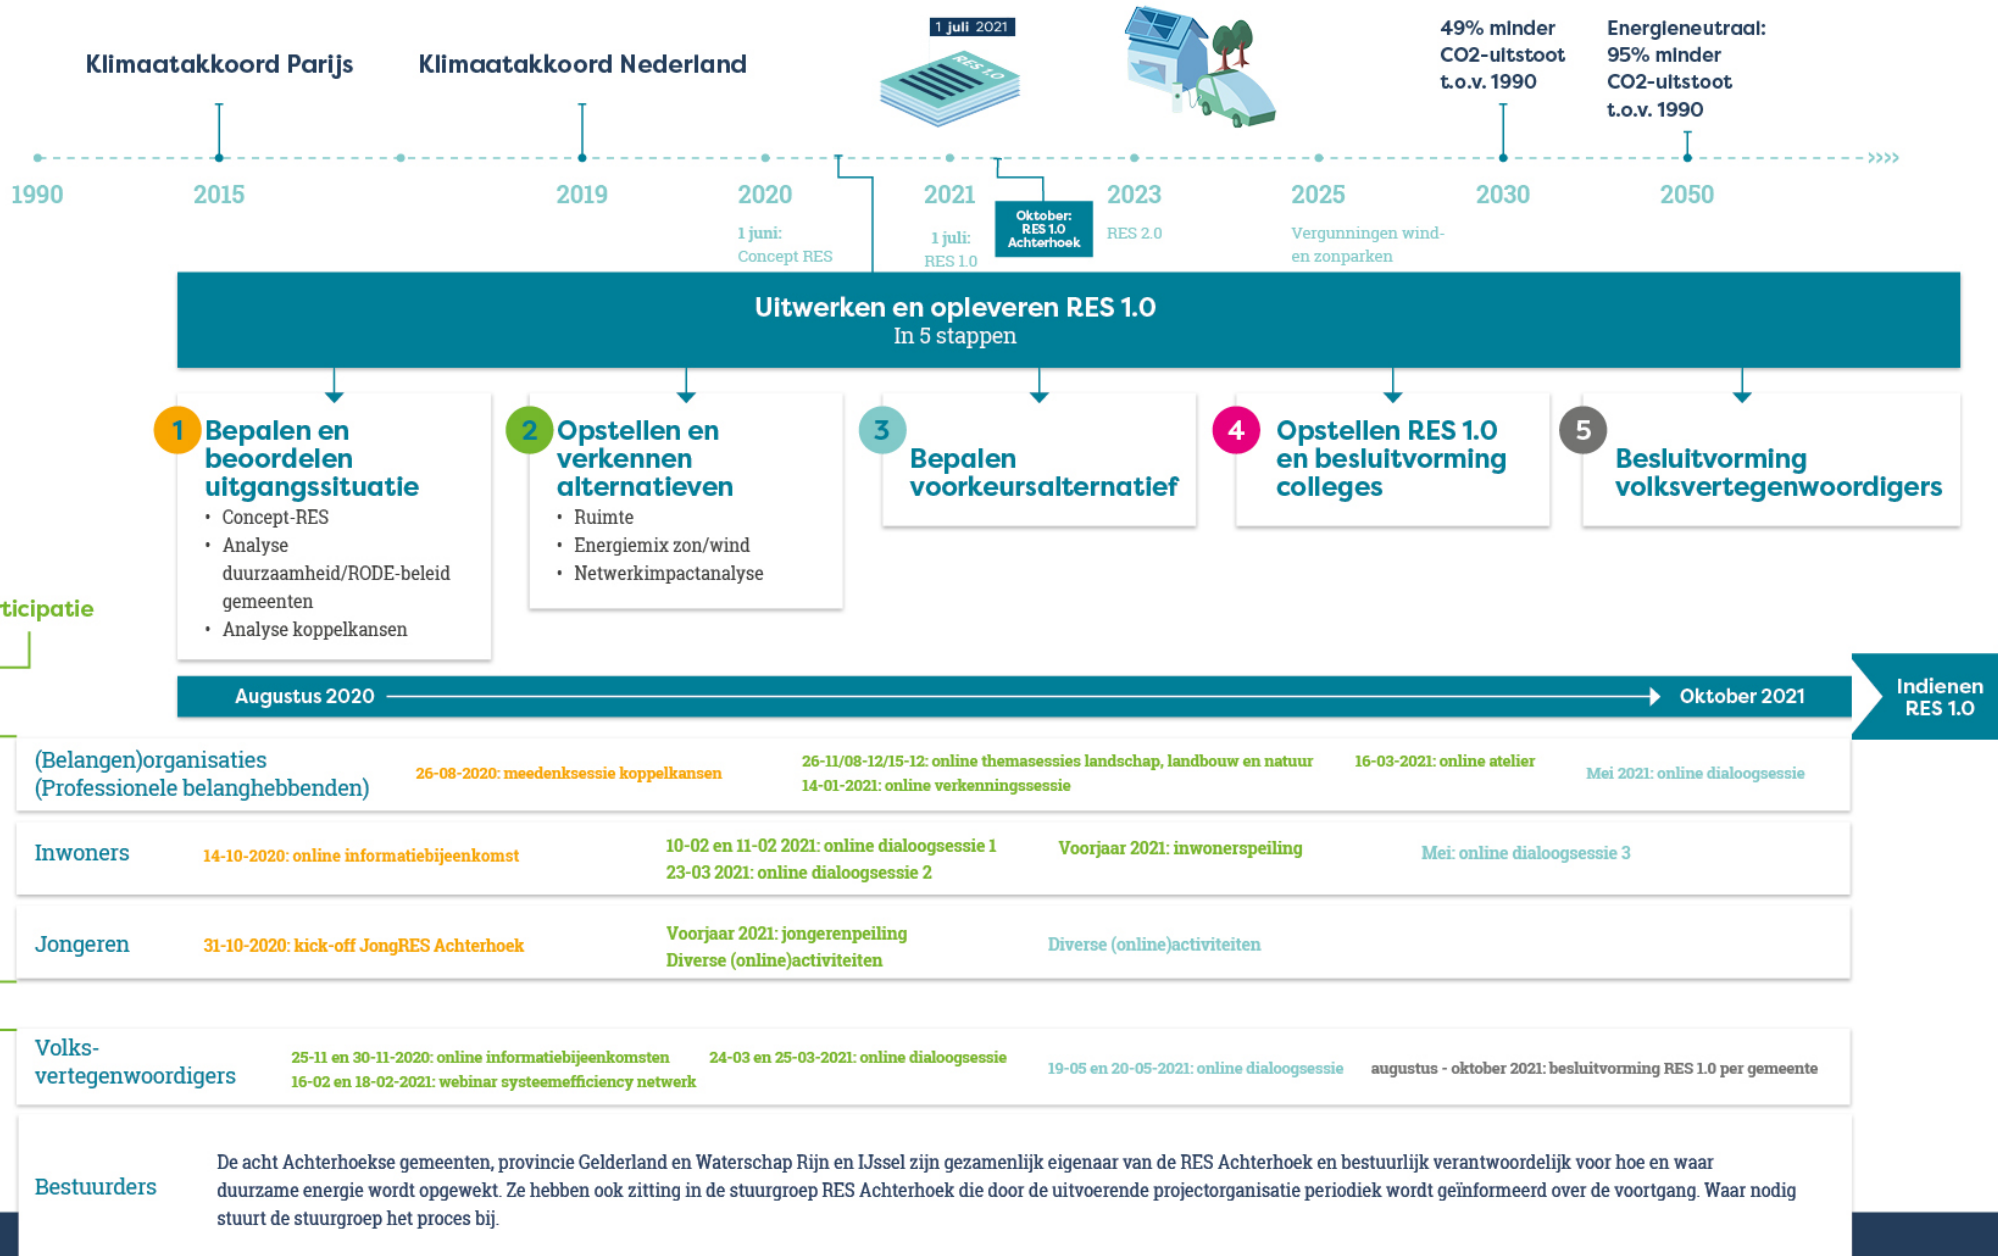 1 juli 2021
RES 1.0
Klimaatakkoord Parijs
Klimaatakkoord Nederland
49% minder
CO2-uitstoot
t.o.v. 1990
Energieneutraal:
95% minder
CO2-uitstoot
t.o.v. 1990
1990
2015
2019
2020
2021
2023
2025
2030
2050
1 juni:
Concept RES
1 juli:
RES 1.0
Oktober:
RES 1.0
Achterhoek
RES 2.0
Vergunningen wind-
en zonparken
Uitwerken en opleveren RES 1.0
In 5 stappen
1 Bepalen en
beoordelen
uitgangssituatie
• Concept-RES
• Analyse
duurzaamheid/RODE-beleid
gemeenten
• Analyse koppelkansen
2 Opstellen en
verkennen
alternatieven
• Ruimte
• Energiemix zon/wind
• Netwerkimpactanalyse
3
Bepalen
voorkeursalternatief
4 Opstellen RES 1.0
en besluitvorming
colleges
5
Besluitvorming
volksvertegenwoordigers
ticipatie
Augustus 2020
Oktober 2021
Indienen
RES 1.0
(Belangen)organisaties
(Professionele belanghebbenden)
26-08-2020: meedenksessie koppelkansen
26-11/08-12/15-12: online themasessies landschap, landbouw en natuur
14-01-2021: online verkenningssessie
16-03-2021: online atelier
Mei 2021: online dialoogsessie
Inwoners
14-10-2020: online informatiebijeenkomst
10-02 en 11-02 2021: online dialoogsessie 1
23-03 2021: online dialoogsessie 2
Voorjaar 2021: inwonerspeiling
Mei: online dialoogsessie 3
Jongeren
31-10-2020: kick-off JongRES Achterhoek
Voorjaar 2021: jongerenpeiling
Diverse (online)activiteiten
Diverse (online)activiteiten
Volks-
vertegenwoordigers
25-11 en 30-11-2020: online informatiebijeenkomsten
16-02 en 18-02-2021: webinar systeemefficiency netwerk
24-03 en 25-03-2021: online dialoogsessie
19-05 en 20-05-2021: online dialoogsessie
augustus - oktober 2021: besluitvorming RES 1.0 per gemeente
Bestuurders
De acht Achterhoekse gemeenten, provincie Gelderland en Waterschap Rijn en IJssel zijn gezamenlijk eigenaar van de RES Achterhoek en bestuurlijk verantwoordelijk voor hoe en waar
duurzame energie wordt opgewekt. Ze hebben ook zitting in de stuurgroep RES Achterhoek die door de uitvoerende projectorganisatie periodiek wordt geïnformeerd over de voortgang. Waar nodig
stuurt de stuurgroep het proces bij.